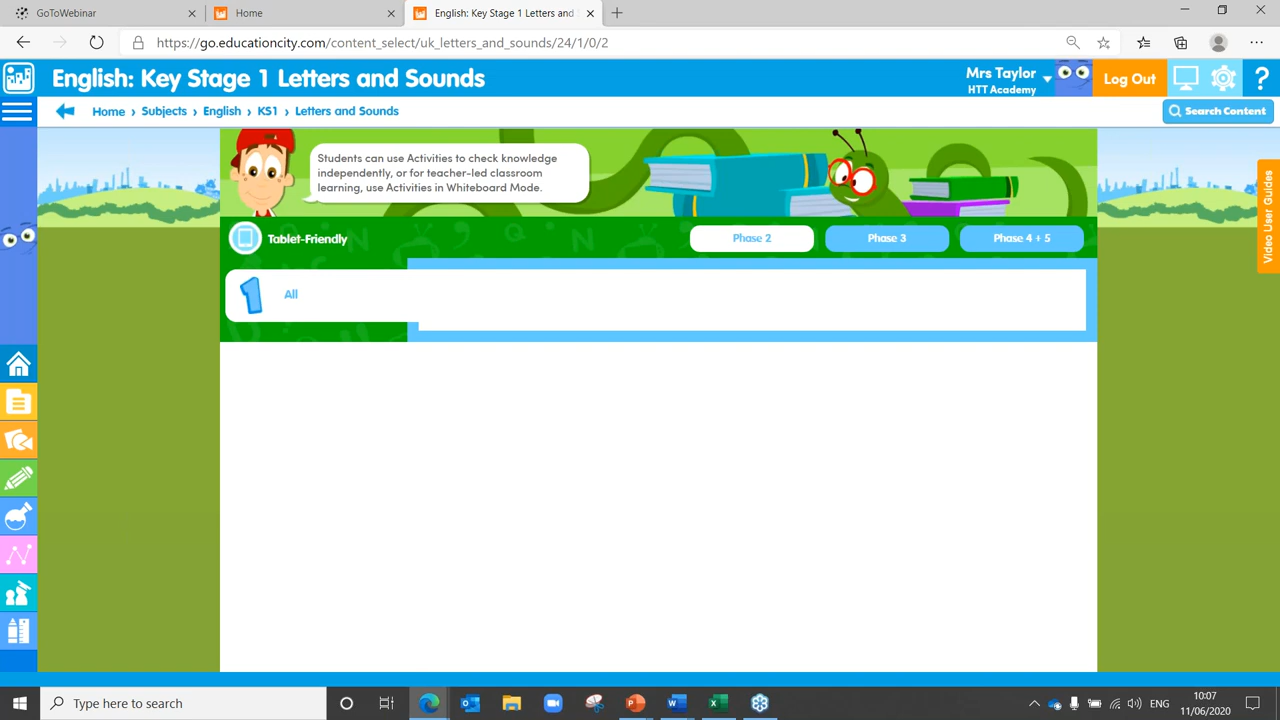 GoToWebinar
Home
English: Key Stage 1 Letters and
https://go.educationcity.com/content_select/uk_letters_and_sounds/24/1/0/2
English: Key Stage 1 Letters and Sounds
Mrs Taylor
HTT Academy
Log Out
?
Home › Subjects › English › KS1 › Letters and Sounds
Search Content
Students can use Activities to check knowledge
independently, or for teacher-led classroom
learning, use Activities in Whiteboard Mode.
Video User Guides
Tablet-Friendly
Phase 2
Phase 3
Phase 4 + 5
1
All
Type here to search
ENG
10:07
11/06/2020